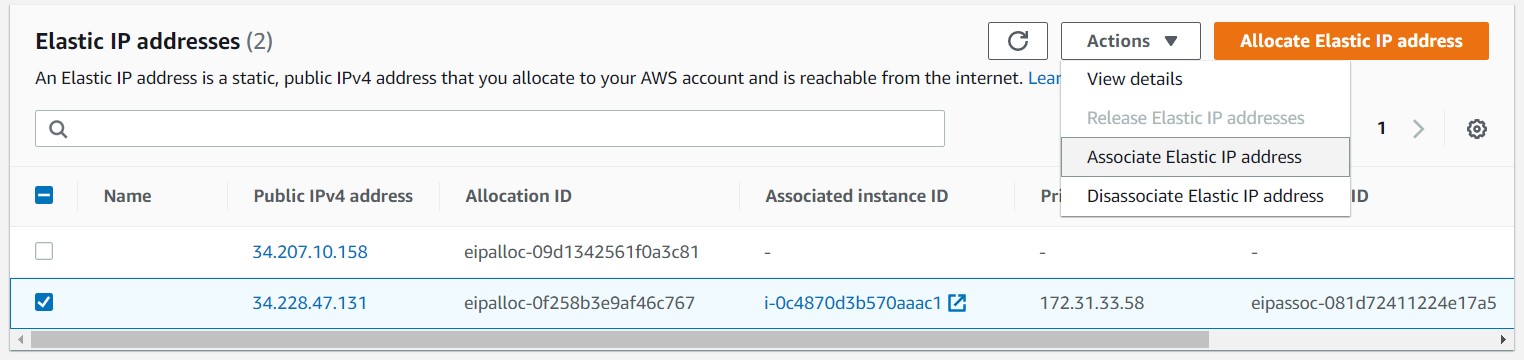 Elastic IP addresses (2)
Actions
Allocate Elastic IP address
An Elastic IP address is a static, public IPv4 address that you allocate to your AWS account and is reachable from the internet. Lear
View details
Release Elastic IP addresses
Associate Elastic IP address
Disassociate Elastic IP address
1
Name Public IPv4 address Allocation ID Associated instance ID Pri ID
34.207.10.158 eipalloc-09d1342561f0a3c81 - - -
34.228.47.131 eipalloc-0f258b3e9af46c767 i-0c4870d3b570aaac1 172.31.33.58 eipassoc-081d72411224e17a5